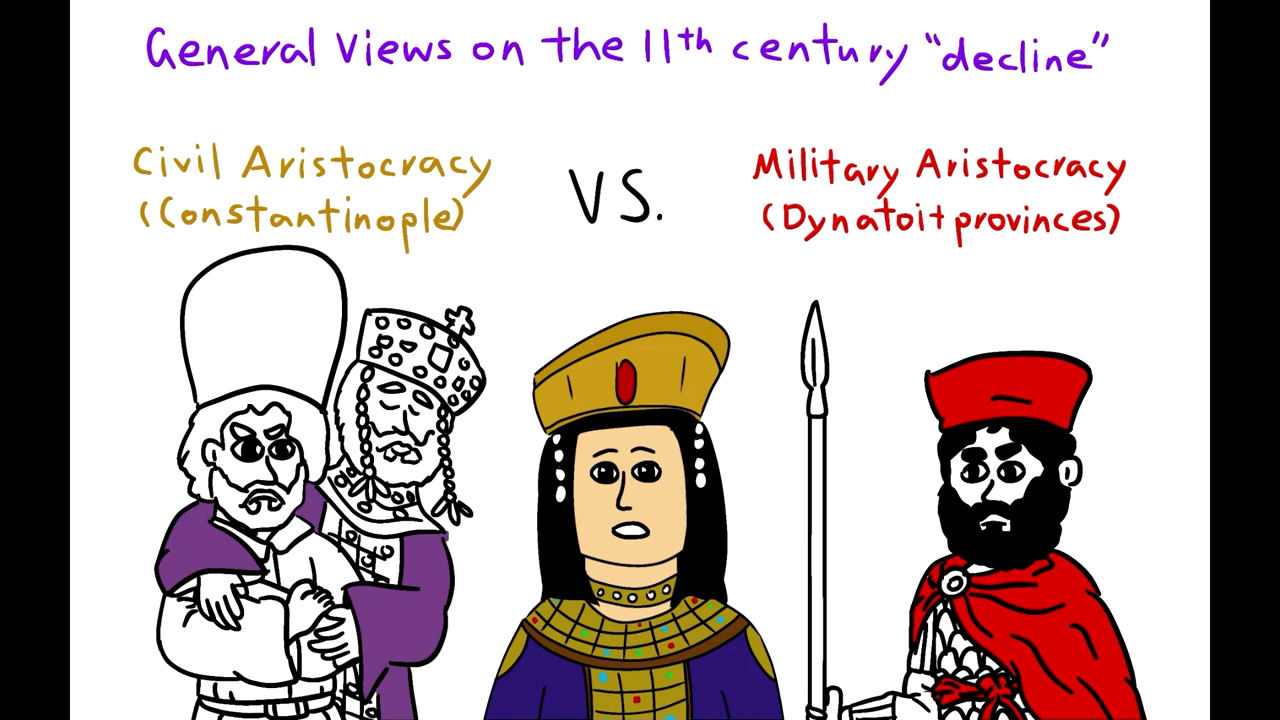 General Views on the 11th century "decline"
Civil Aristocracy
(Constantinople)
VS.
Military Aristocracy
(Dynatoi+provinces)